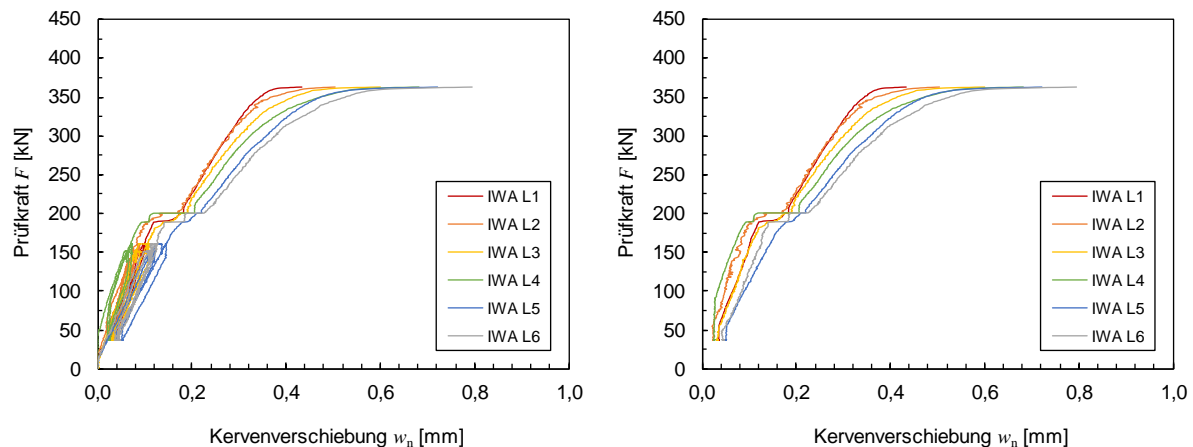 450
400
350
300
250
200
150
100
50
0
Prüfkraft F [kN]
0,0 0,2 0,4 0,6 0,8 1,0
Kervenverschiebung wn [mm]
IWA L1
IWA L2
IWA L3
IWA L4
IWA L5
IWA L6
450
400
350
300
250
200
150
100
50
0
Prüfkraft F [kN]
0,0 0,2 0,4 0,6 0,8 1,0
Kervenverschiebung wn [mm]
IWA L1
IWA L2
IWA L3
IWA L4
IWA L5
IWA L6